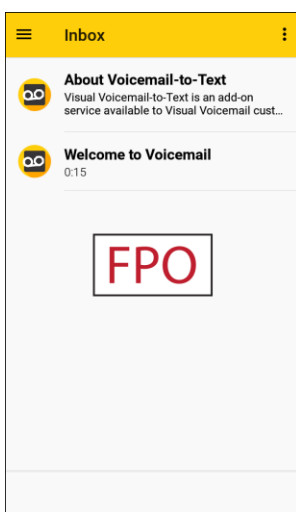 Inbox
About Voicemail-to-Text
Visual Voicemail-to-Text is an add-on
service available to Visual Voicemail cust...
Welcome to Voicemail
0:15
FPO